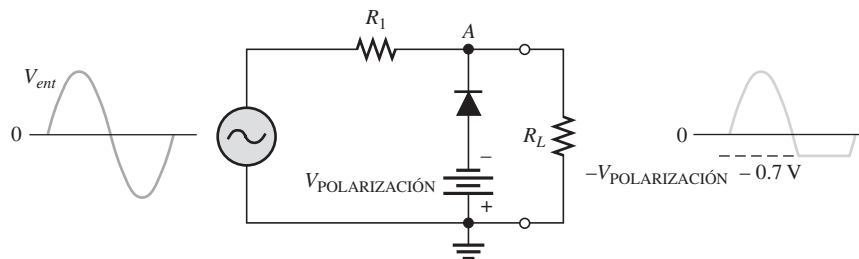 R1
A
Vent
0
RL
0
−
VPOLARIZACIÓN
+
−VPOLARIZACIÓN − 0.7 V